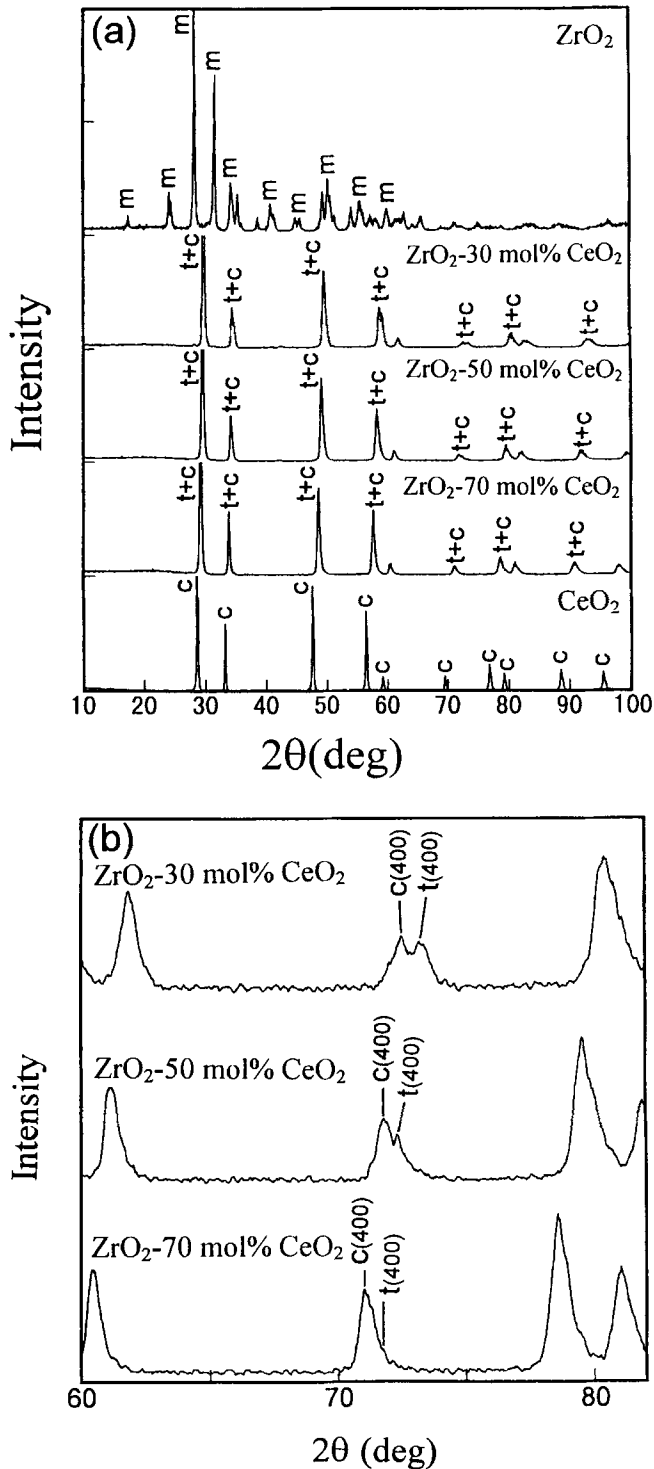 (a)
ZrO₂
m
m
m
m
m
m
m
m
m
ZrO₂-30 mol% CeO₂
t+c
t+c
t+c
t+c
t+c
t+c
t+c
ZrO₂-50 mol% CeO₂
t+c
t+c
t+c
t+c
t+c
t+c
t+c
ZrO₂-70 mol% CeO₂
t+c
t+c
t+c
t+c
t+c
t+c
t+c
CeO₂
c
c
c
c
c
c
c
c
c
c
Intensity
10 20 30 40 50 60 70 80 90 100
2θ(deg)
(b)
ZrO₂-30 mol% CeO₂
c(400)
t(400)
ZrO₂-50 mol% CeO₂
c(400)
t(400)
ZrO₂-70 mol% CeO₂
c(400)
t(400)
Intensity
60 70 80
2θ (deg)